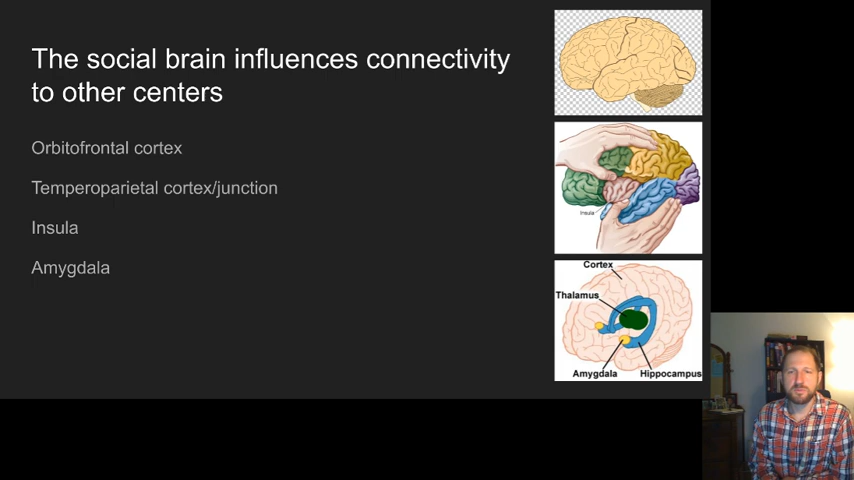 The social brain influences connectivity
to other centers
Orbitofrontal cortex
Temperoparietal cortex/junction
Insula
Amygdala
Insula
Cortex
Thalamus
Amygdala
Hippocampus